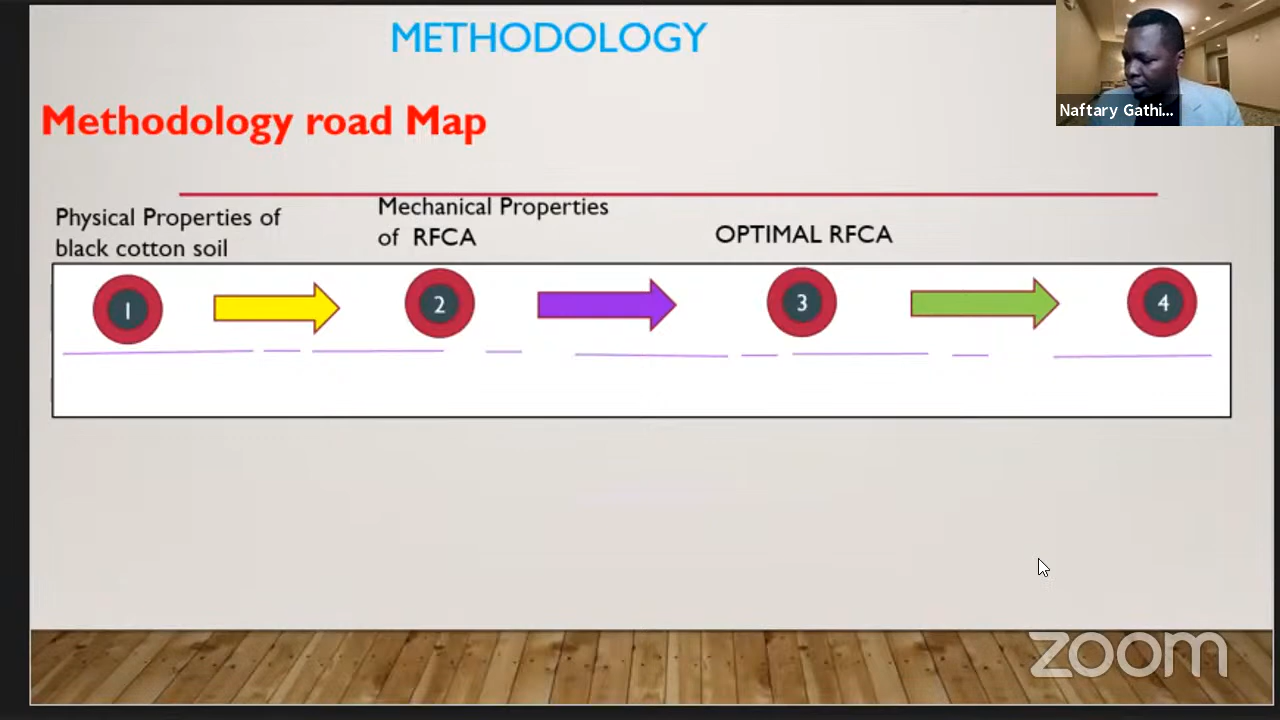 METHODOLOGY
Naftary Gathi...
Methodology road Map
Physical Properties of
black cotton soil
Mechanical Properties
of RFCA
OPTIMAL RFCA
1
2
3
4
zoom